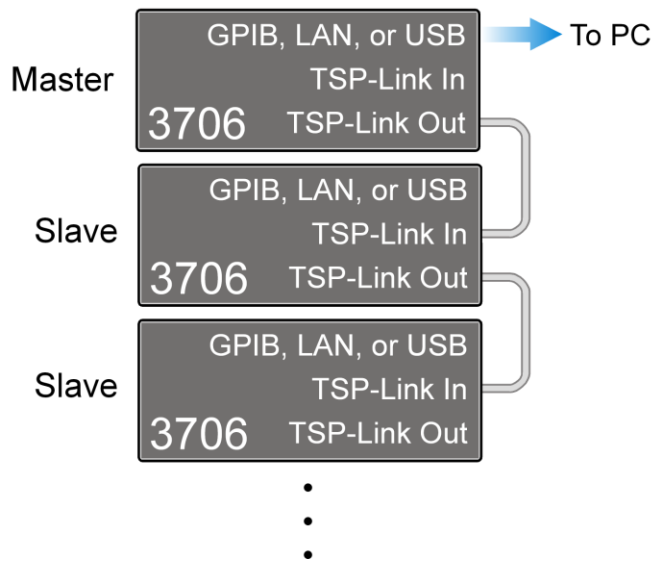 GPIB, LAN, or USB
To PC
Master
TSP-Link In
3706
TSP-Link Out
GPIB, LAN, or USB
Slave
TSP-Link In
3706
TSP-Link Out
GPIB, LAN, or USB
Slave
TSP-Link In
3706
TSP-Link Out